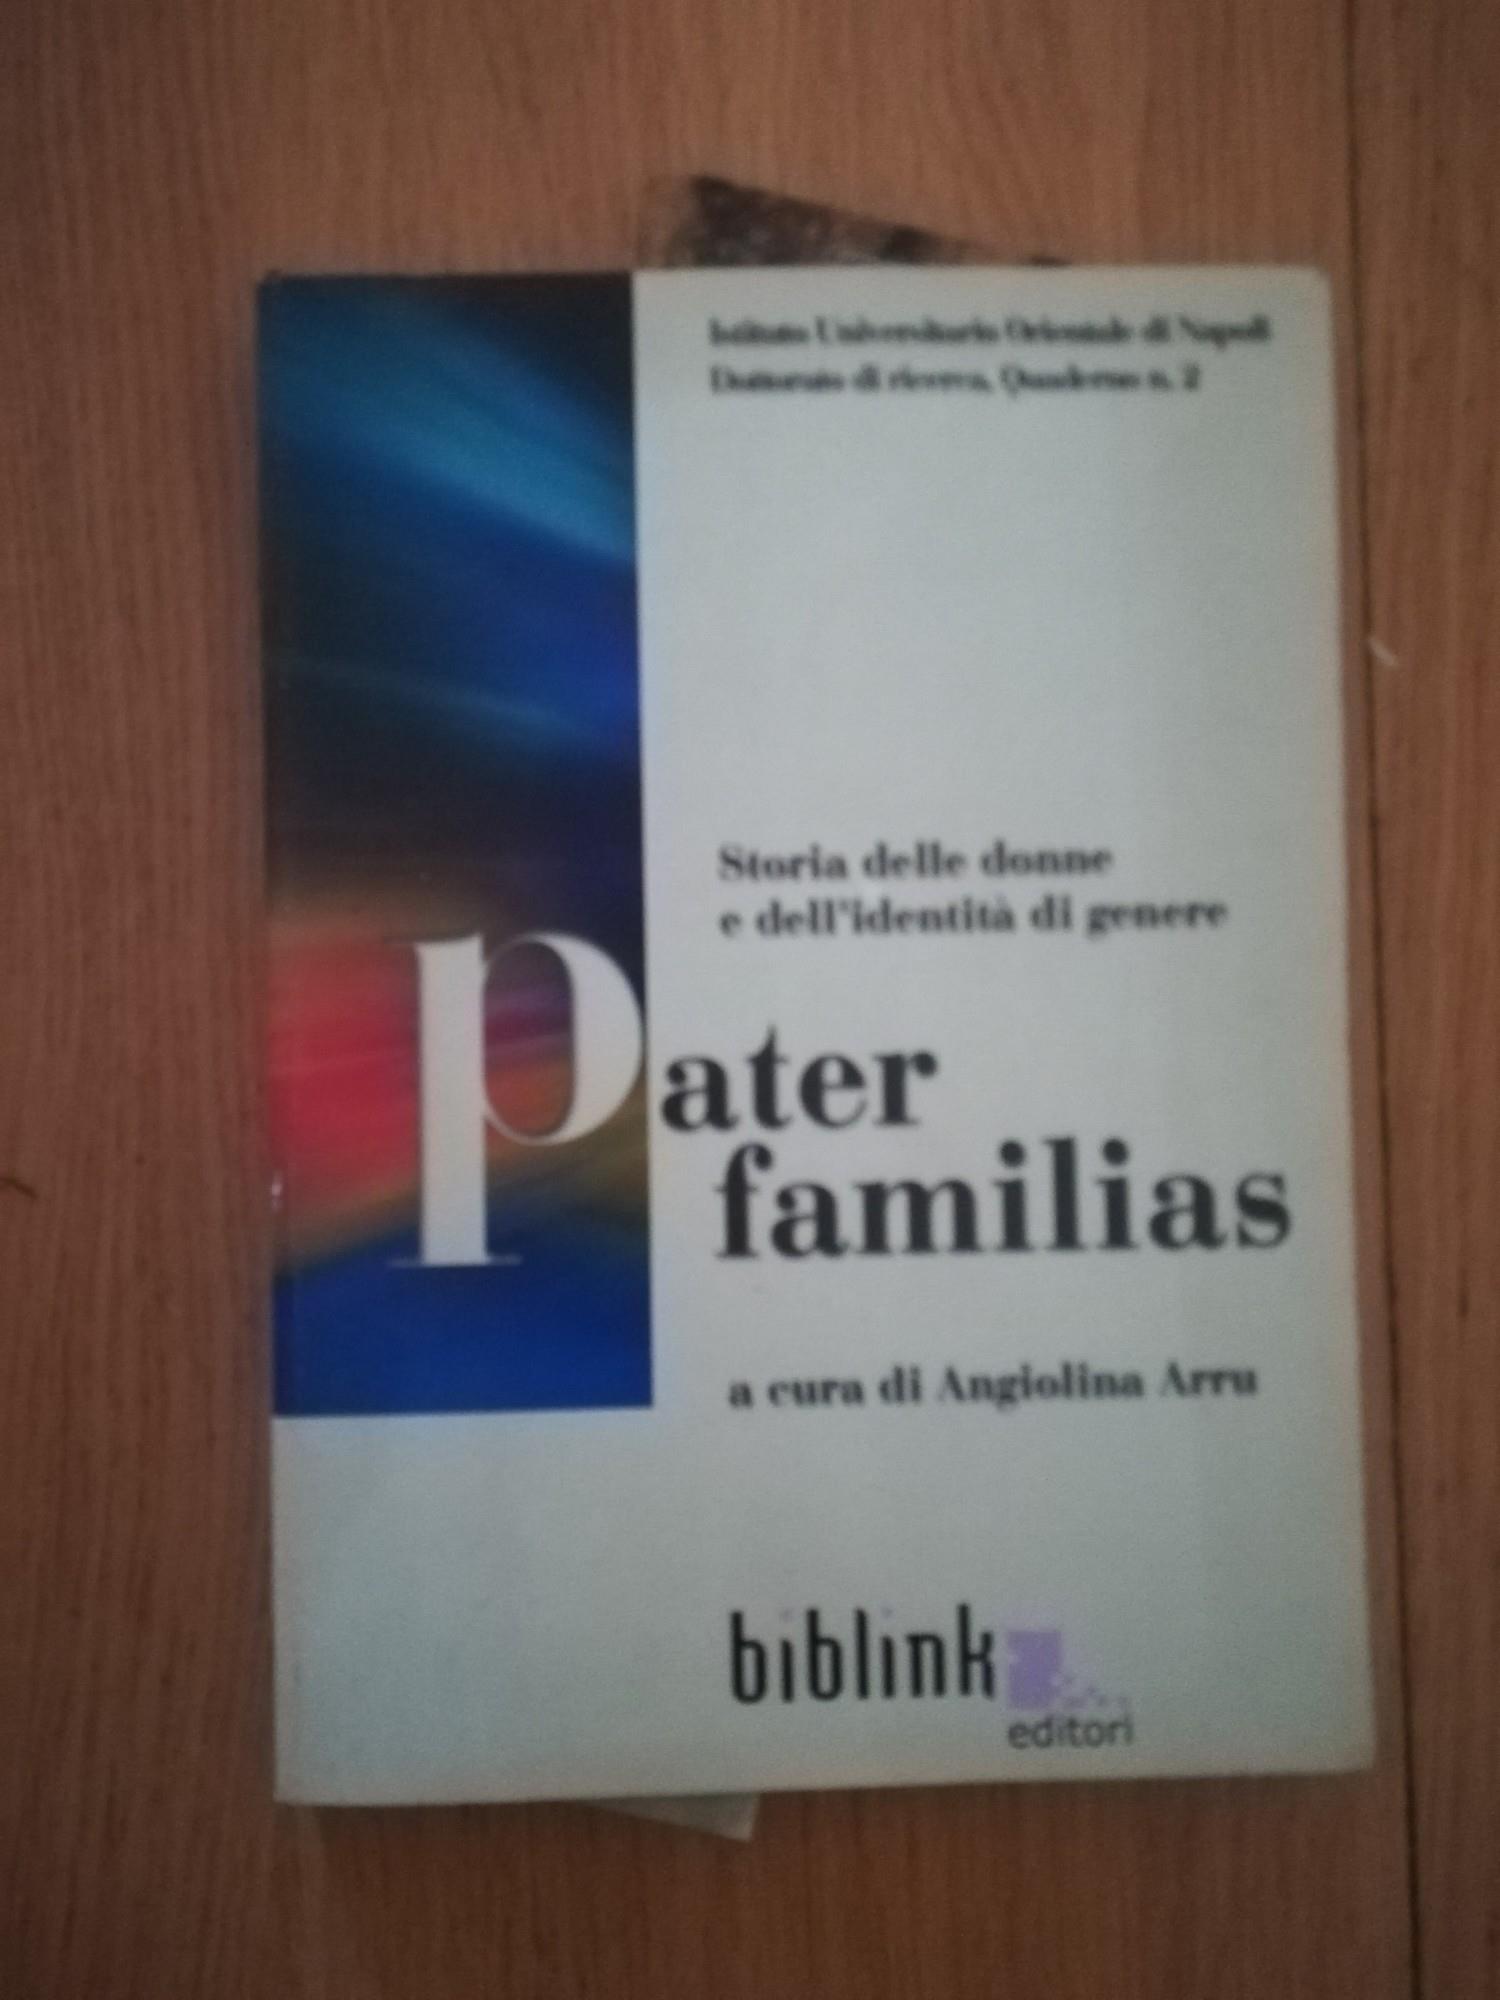 Istituto Universitario Orientale di Napoli
Dottorato di ricerca, Quaderno n. 2
Storia delle donne
e dell'identità di genere
Pater
familias
a cura di Angiolina Arru
biblink
editori